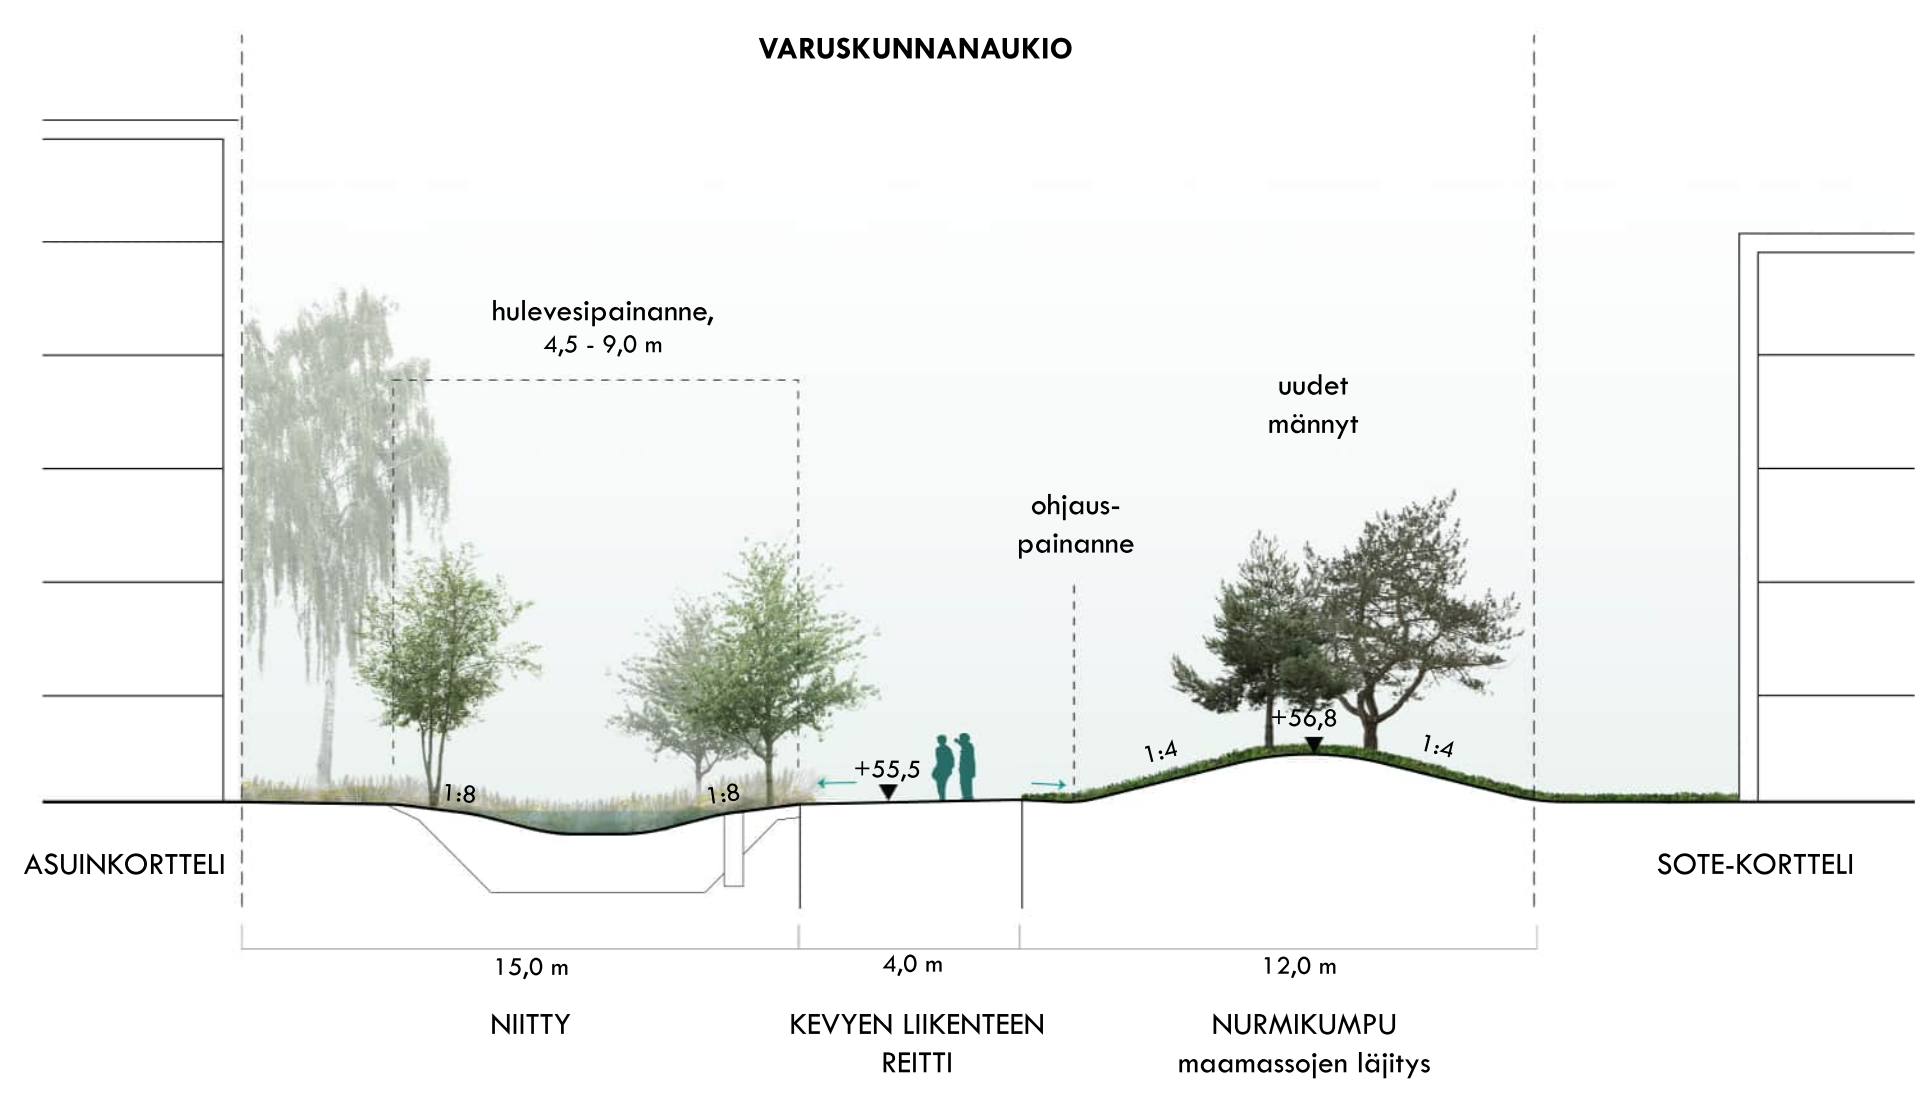 VARUSKUNNANAUKIO
hulevesipainanne,
4,5 - 9,0 m
uudet
männyt
ohjaus-
painanne
+56,8
1:4
1:4
+55,5
1:8
1:8
ASUINKORTTELI
SOTE-KORTTELI
15,0 m
4,0 m
12,0 m
NIITTY
KEVYEN LIIKENTEEN
REITTI
NURMIKUMPU
maamassojen läjitys